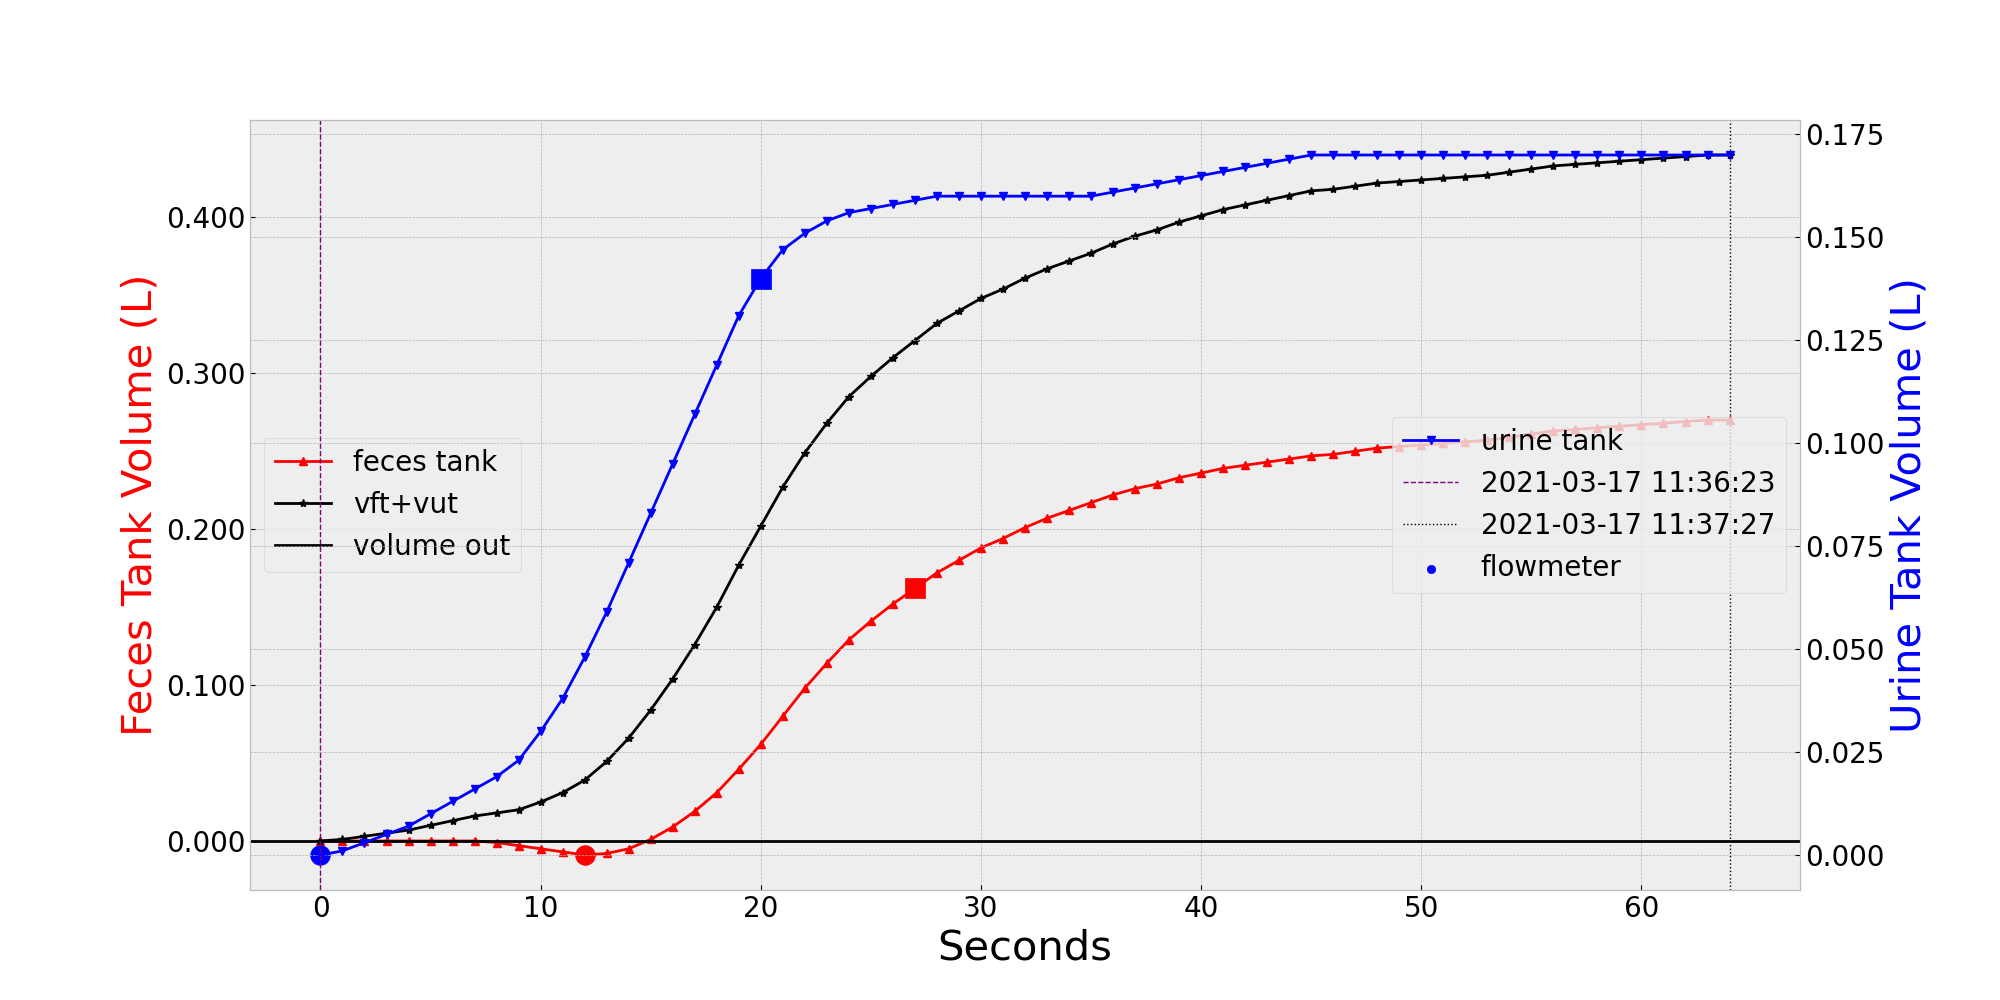 Feces Tank Volume (L)
0.400
0.300
0.200
0.100
0.000
feces tank
vft+vut
volume out
0 10 20 30 40 50 60
Seconds
urine tank
2021-03-17 11:36:23
2021-03-17 11:37:27
flowmeter
0.175
0.150
0.125
0.100
0.075
0.050
0.025
0.000
Urine Tank Volume (L)